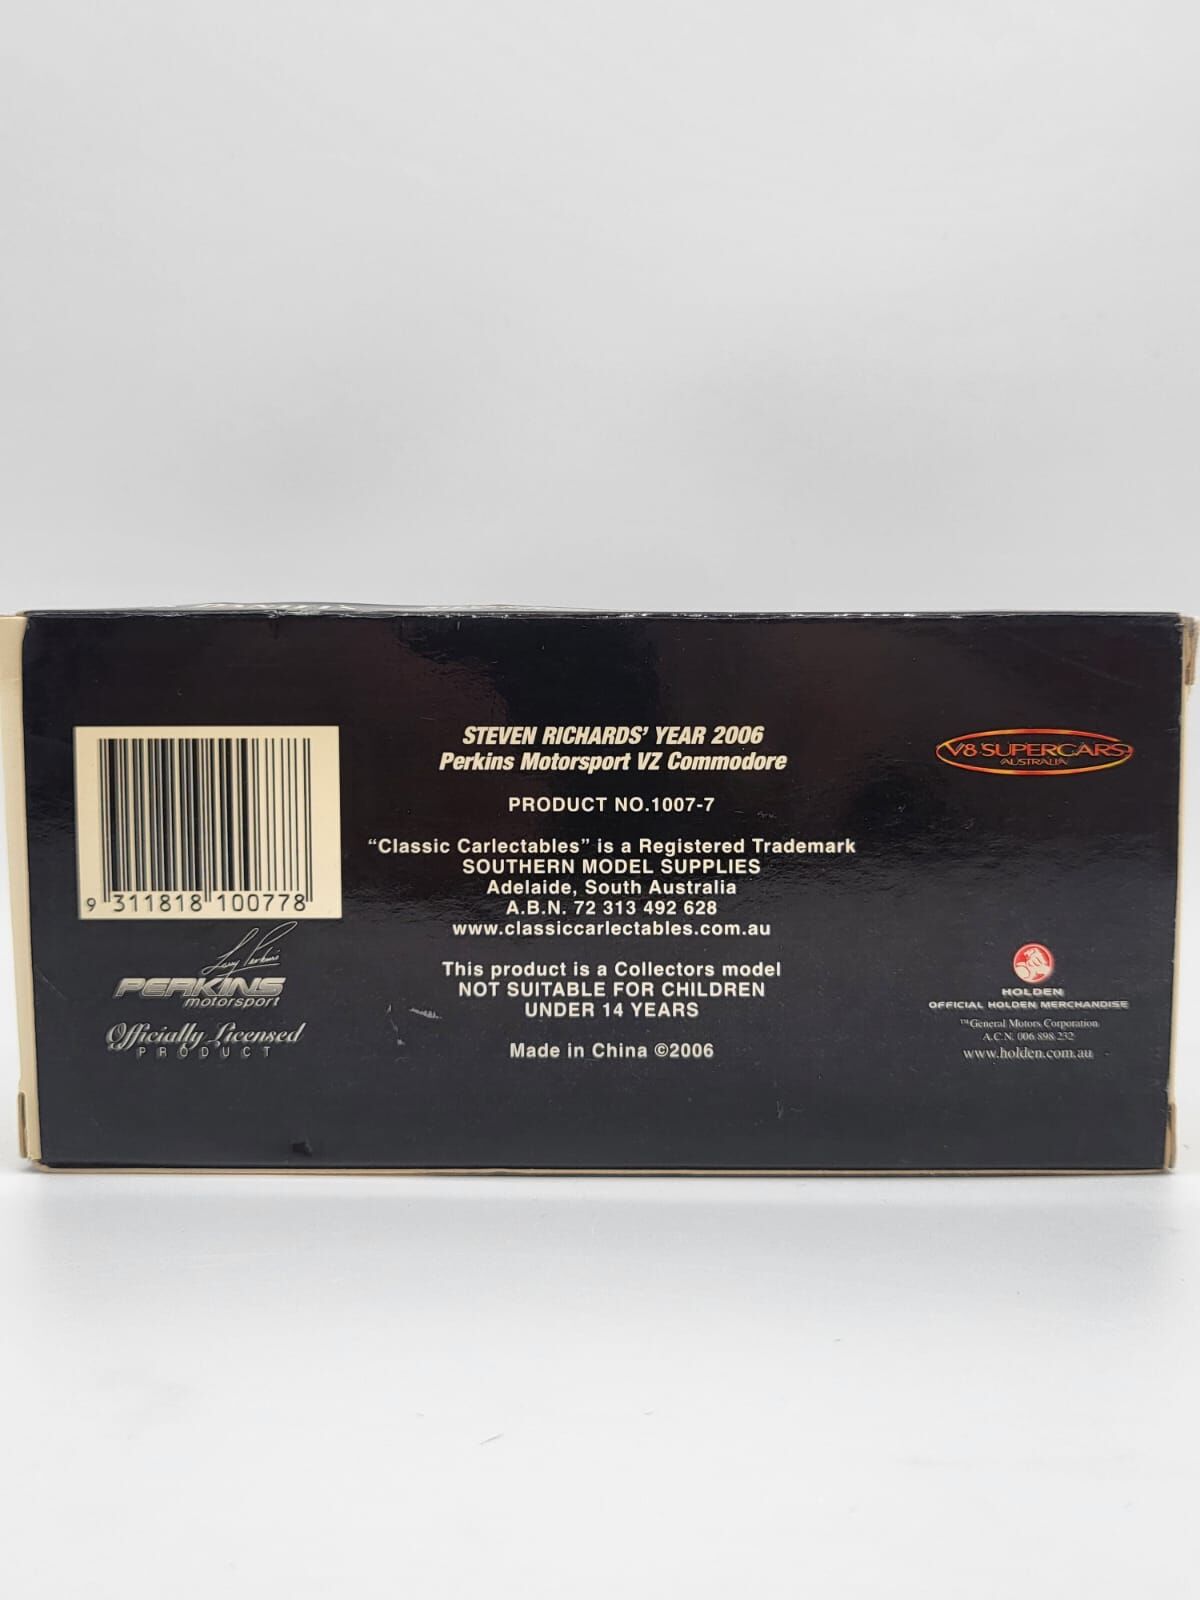 STEVEN RICHARDS' YEAR 2006
Perkins Motorsport VZ Commodore
PRODUCT NO.1007-7
"Classic Carlectables" is a Registered Trademark
SOUTHERN MODEL SUPPLIES
Adelaide, South Australia
A.B.N. 72 313 492 628
www.classiccarlectables.com.au
This product is a Collectors model
NOT SUITABLE FOR CHILDREN
UNDER 14 YEARS
Made in China ©2006
9 311818 100778
Larry Perkins
PERKINS
motorsport
Officially Licensed
PRODUCT
V8 SUPERCARS
AUSTRALIA
HOLDEN
OFFICIAL HOLDEN MERCHANDISE
™General Motors Corporation
A.C.N. 006 898 232
www.holden.com.au